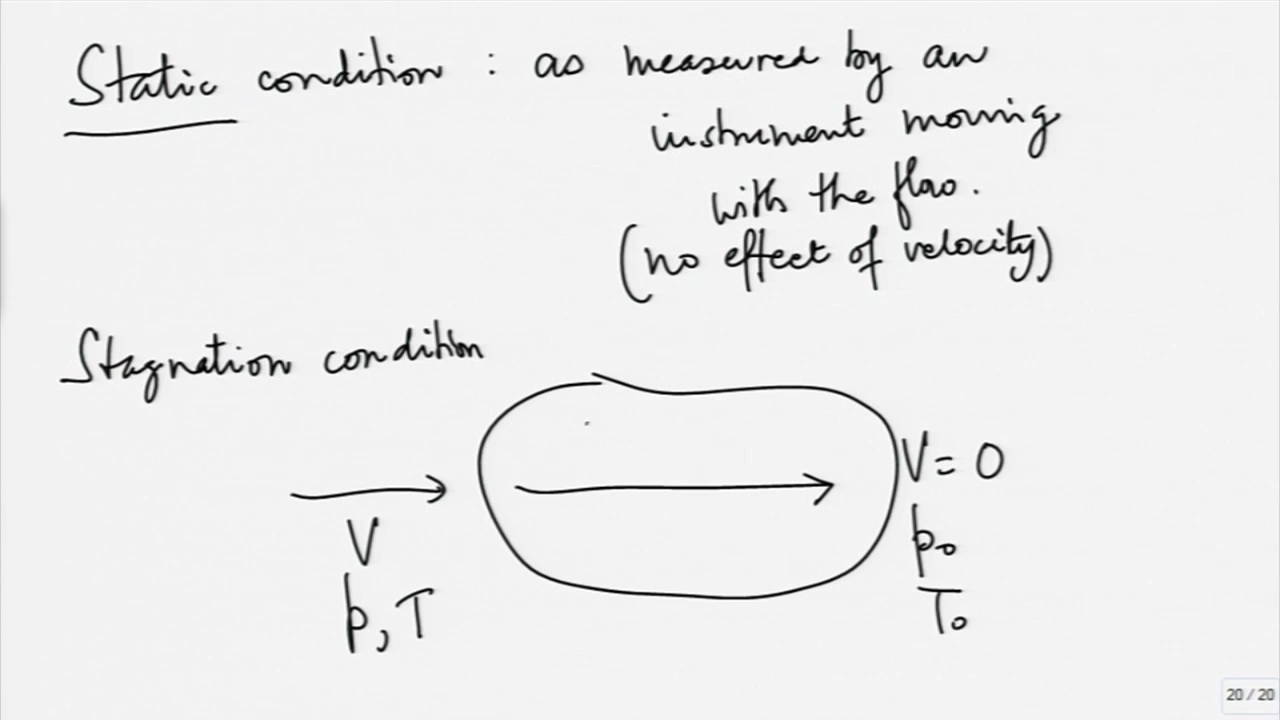 Static condition : as measured by an
instrument moving
with the flow.
(no effect of velocity)
Stagnation condition
V = 0
V
p₀
p, T
T₀
20 / 20